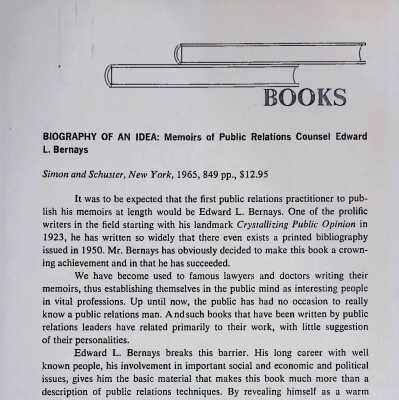 BOOKS
BIOGRAPHY OF AN IDEA: Memoirs of Public Relations Counsel Edward
L. Bernays
Simon and Schuster, New York, 1965, 849 pp., $12.95
It was to be expected that the first public relations practitioner to pub-
lish his memoirs at length would be Edward L. Bernays. One of the prolific
writers in the field starting with his landmark Crystallizing Public Opinion in
1923, he has written so widely that there even exists a printed bibliography
issued in 1950. Mr. Bernays has obviously decided to make this book a crown-
ing achievement and in that he has succeeded.
We have become used to famous lawyers and doctors writing their
memoirs, thus establishing themselves in the public mind as interesting people
in vital professions. Up until now, the public has had no occasion to really
know a public relations man. A nd such books that have been written by public
relations leaders have related primarily to their work, with little suggestion
of their personalities.
Edward L. Bernays breaks this barrier. His long career with well
known people, his involvement in important social and economic and political
issues, gives him the basic material that makes this book much more than a
description of public relations techniques. By revealing himself as a warm